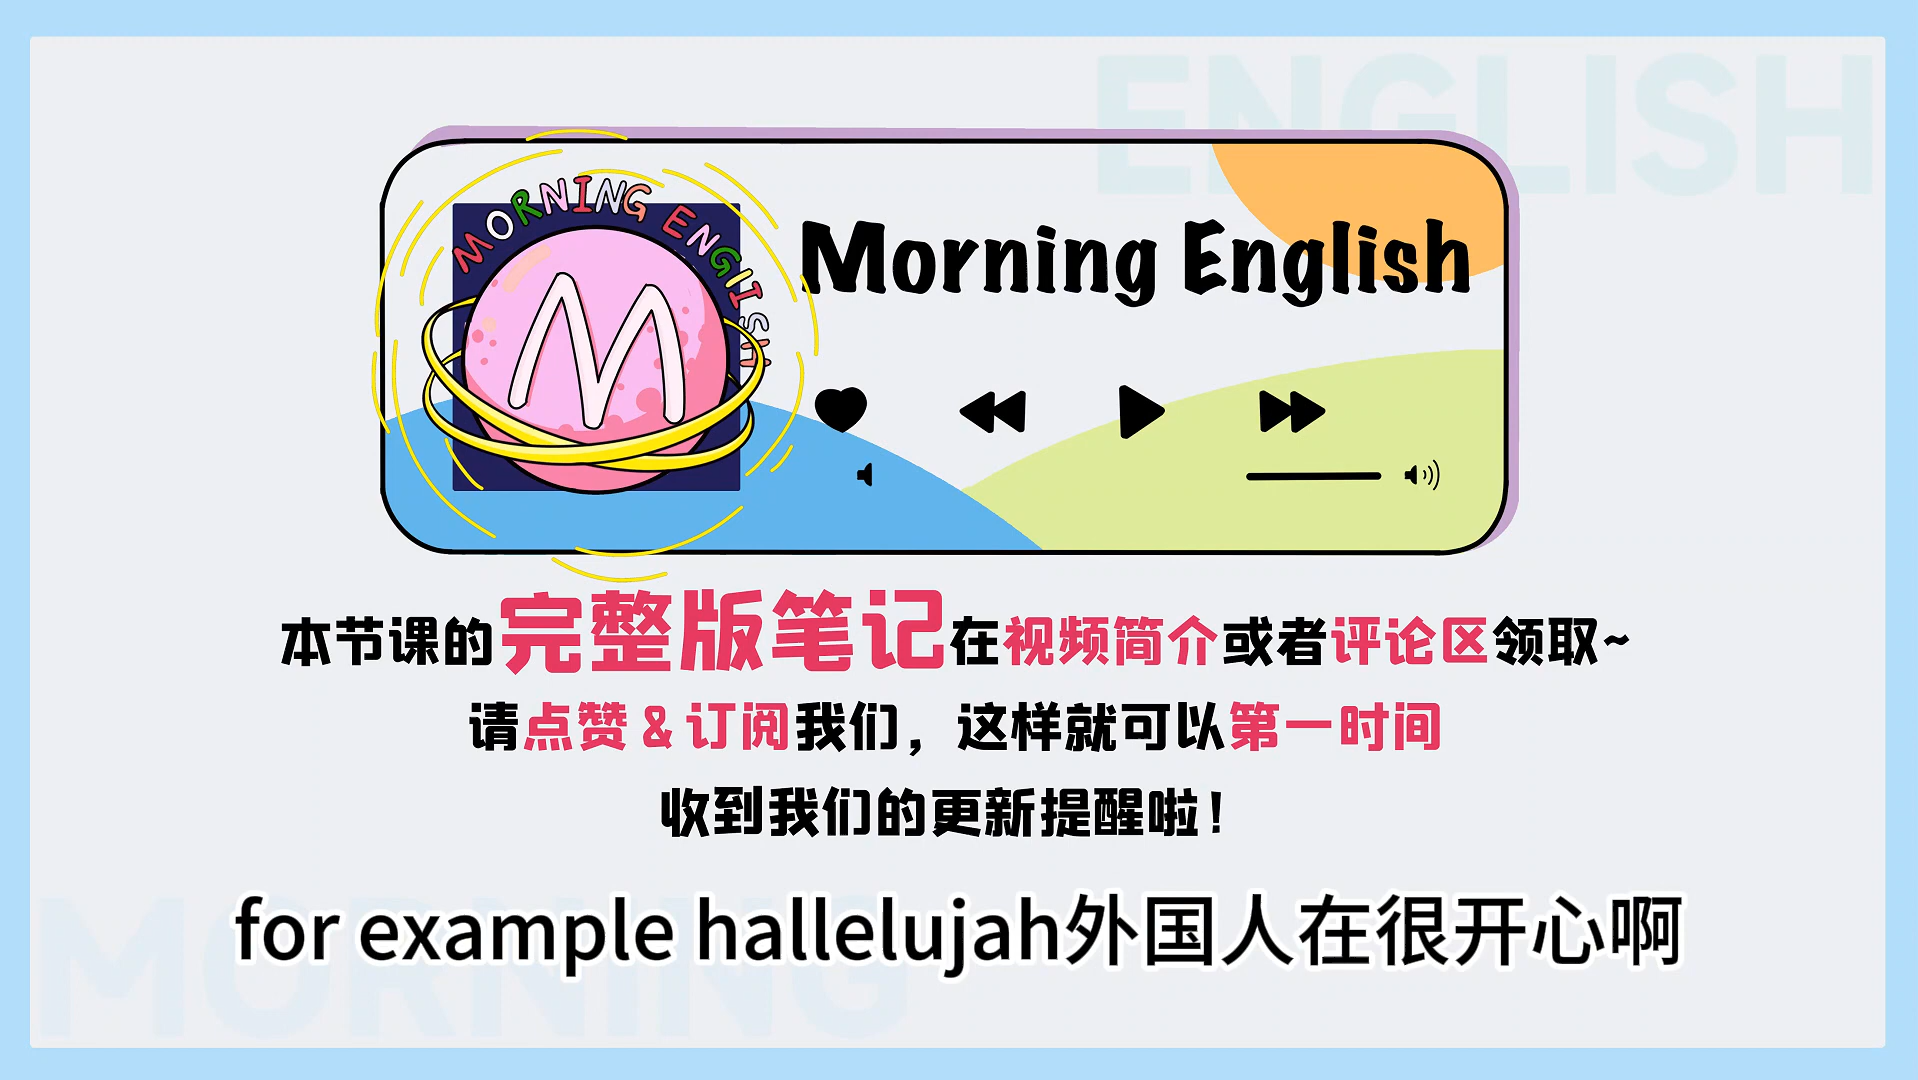 ENGLISH
MORNING ENGLISH
M
Morning English
本节课的完整版笔记在视频简介或者评论区领取~
请点赞&订阅我们，这样就可以第一时间
收到我们的更新提醒啦！
for example hallelujah外国人在很开心啊
MORNING